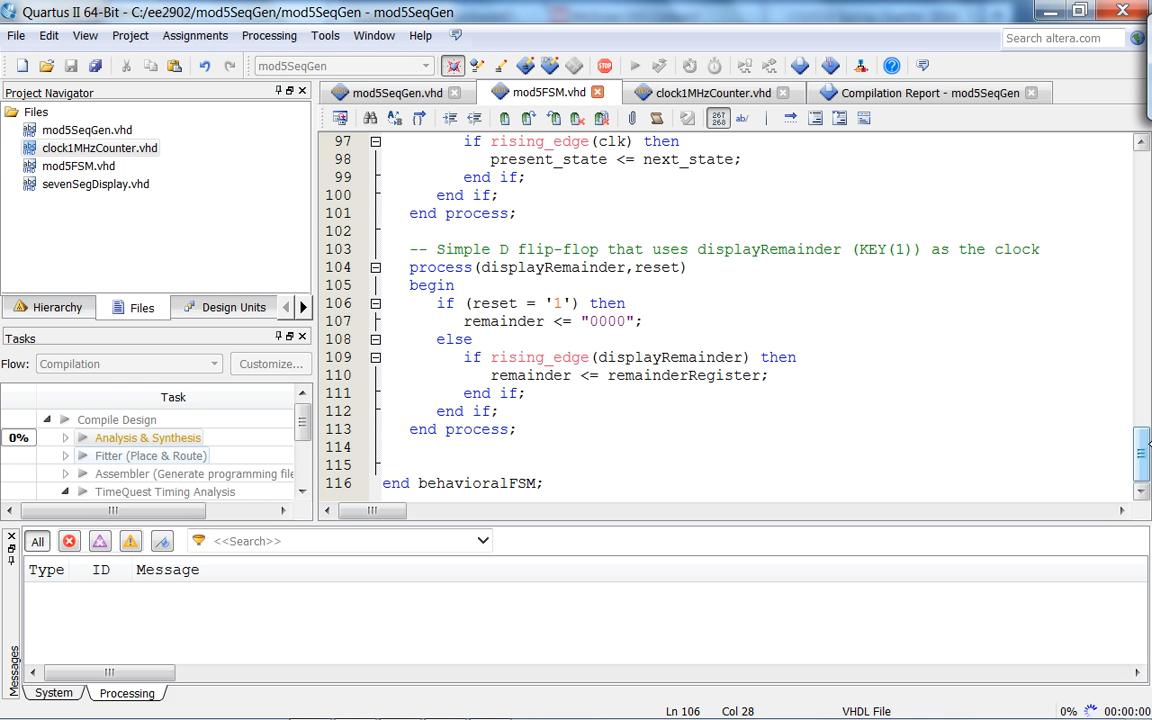 Quartus II 64-Bit - C:/ee2902/mod5SeqGen/mod5SeqGen - mod5SeqGen
File Edit View Project Assignments Processing Tools Window Help
Search altera.com
mod5SeqGen
Project Navigator
mod5SeqGen.vhd mod5FSM.vhd clock1MHzCounter.vhd Compilation Report - mod5SeqGen
Files
mod5SeqGen.vhd
clock1MHzCounter.vhd
mod5FSM.vhd
sevenSegDisplay.vhd
Hierarchy Files Design Units
Tasks
Flow: Compilation Customize...
Task
Compile Design
0% Analysis & Synthesis
Fitter (Place & Route)
Assembler (Generate programming file
TimeQuest Timing Analysis
267
268
ab/
97 if rising_edge(clk) then
98 present_state <= next_state;
99 end if;
100 end if;
101 end process;
102
103 -- Simple D flip-flop that uses displayRemainder (KEY(1)) as the clock
104 process(displayRemainder,reset)
105 begin
106 if (reset = '1') then
107 remainder <= "0000";
108 else
109 if rising_edge(displayRemainder) then
110 remainder <= remainderRegister;
111 end if;
112 end if;
113 end process;
114
115
116 end behavioralFSM;
All <<Search>>
Type ID Message
Messages
System Processing
Ln 106 Col 28 VHDL File 0% 00:00:00